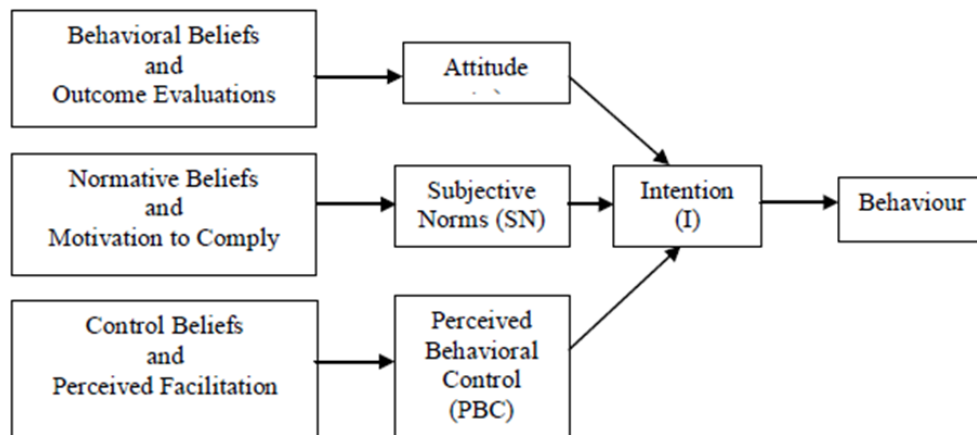 Behavioral Beliefs
and
Outcome Evaluations
Attitude
Normative Beliefs
and
Motivation to Comply
Subjective
Norms (SN)
Intention
(I)
Behaviour
Control Beliefs
and
Perceived Facilitation
Perceived
Behavioral
Control
(PBC)